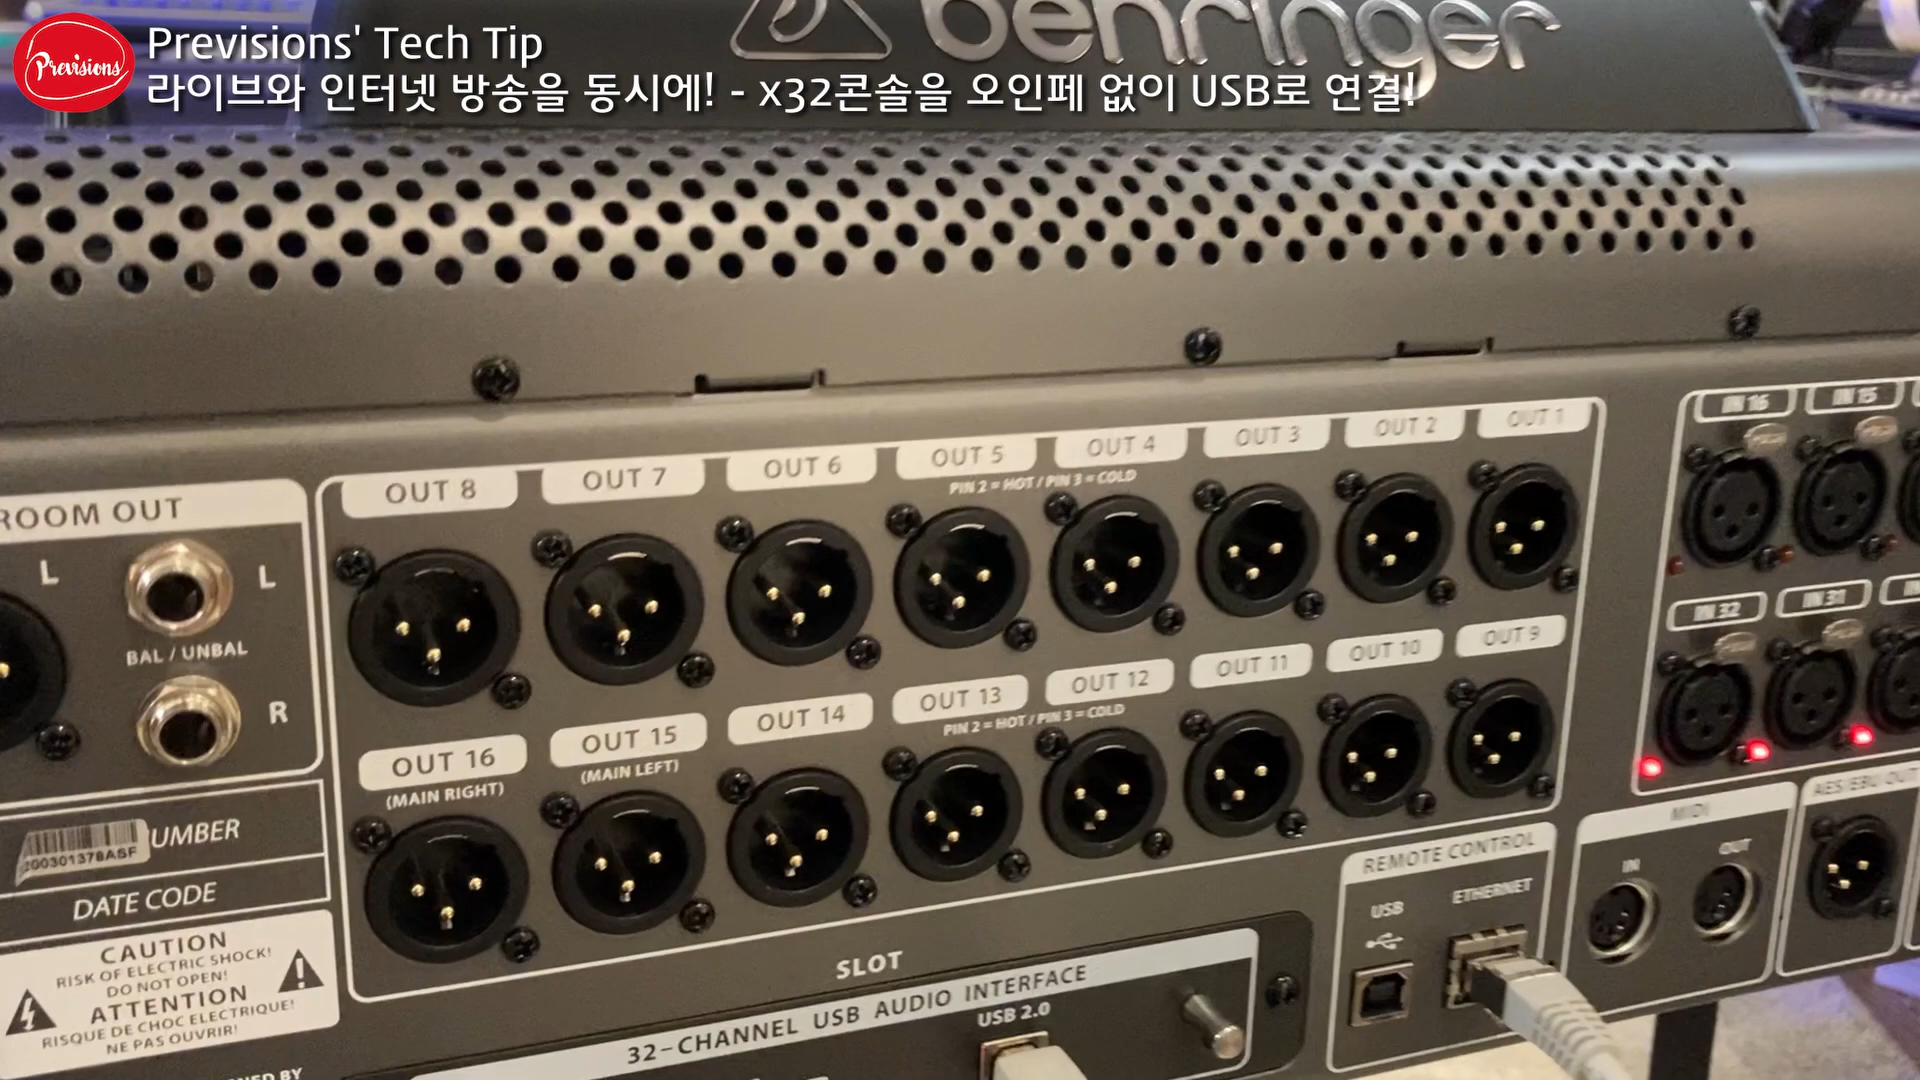 Previsions
Previsions' Tech Tip
라이브와 인터넷 방송을 동시에! - x32콘솔을 오인페 없이 USB로 연결!
behringer
ROOM OUT
L
L
BAL / UNBAL
R
OUT 8
OUT 7
OUT 6
OUT 5
OUT 4
OUT 3
OUT 2
OUT 1
PIN 2 = HOT / PIN 3 = COLD
OUT 16
(MAIN RIGHT)
OUT 15
(MAIN LEFT)
OUT 14
OUT 13
OUT 12
OUT 11
OUT 10
OUT 9
PIN 2 = HOT / PIN 3 = COLD
IN 16
IN 15
IN 32
IN 31
UMBER
200301378ASF
DATE CODE
CAUTION
RISK OF ELECTRIC SHOCK!
DO NOT OPEN!
ATTENTION
RISQUE DE CHOC ELECTRIQUE!
NE PAS OUVRIR!
SLOT
32-CHANNEL USB AUDIO INTERFACE
USB 2.0
REMOTE CONTROL
USB
ETHERNET
MIDI
IN
OUT
AES/EBU OUT